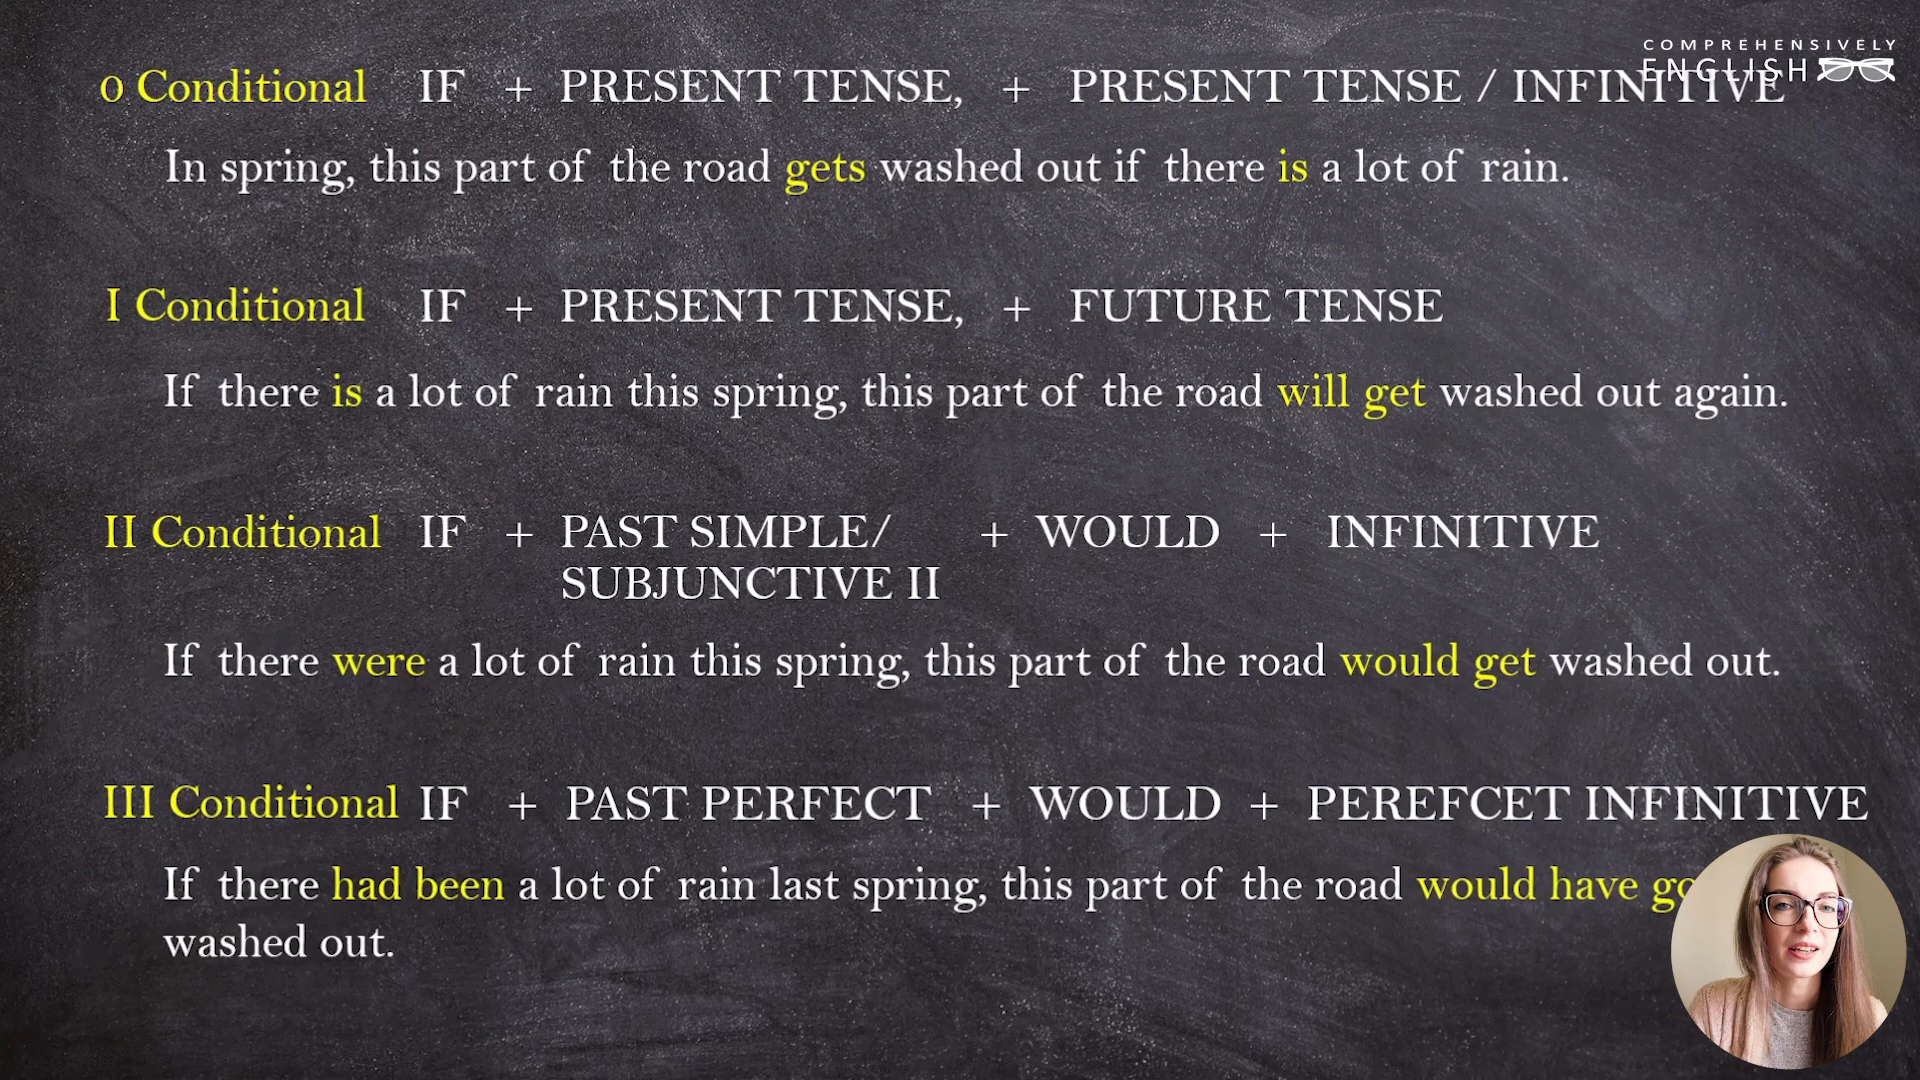 COMPREHENSIVELY
ENGLISH
0 Conditional IF + PRESENT TENSE, + PRESENT TENSE / INFINITIVE
In spring, this part of the road gets washed out if there is a lot of rain.
I Conditional IF + PRESENT TENSE, + FUTURE TENSE
If there is a lot of rain this spring, this part of the road will get washed out again.
II Conditional IF + PAST SIMPLE/ + WOULD + INFINITIVE
SUBJUNCTIVE II
If there were a lot of rain this spring, this part of the road would get washed out.
III Conditional IF + PAST PERFECT + WOULD + PEREFCET INFINITIVE
If there had been a lot of rain last spring, this part of the road would have
washed out.